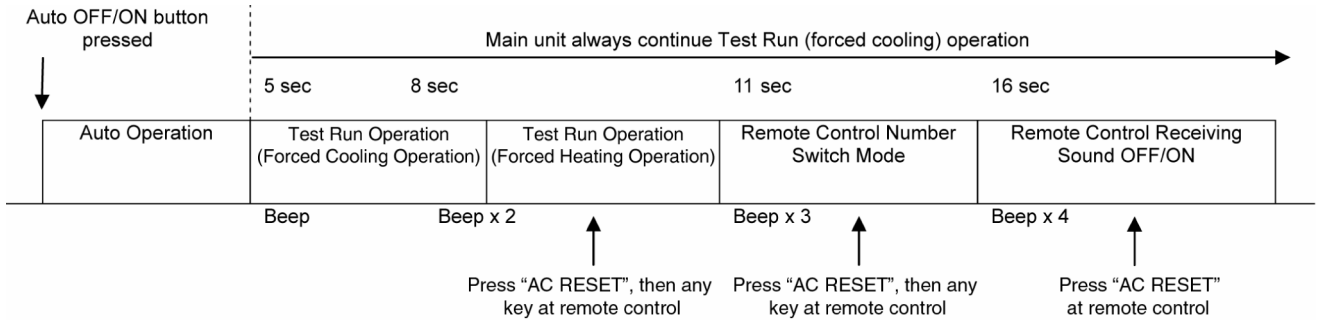 Auto OFF/ON button
pressed
Main unit always continue Test Run (forced cooling) operation
5 sec
8 sec
11 sec
16 sec
Auto Operation
Test Run Operation
(Forced Cooling Operation)
Test Run Operation
(Forced Heating Operation)
Remote Control Number
Switch Mode
Remote Control Receiving
Sound OFF/ON
Beep
Beep x 2
Beep x 3
Beep x 4
Press “AC RESET”, then any
key at remote control
Press “AC RESET”, then any
key at remote control
Press “AC RESET”
at remote control